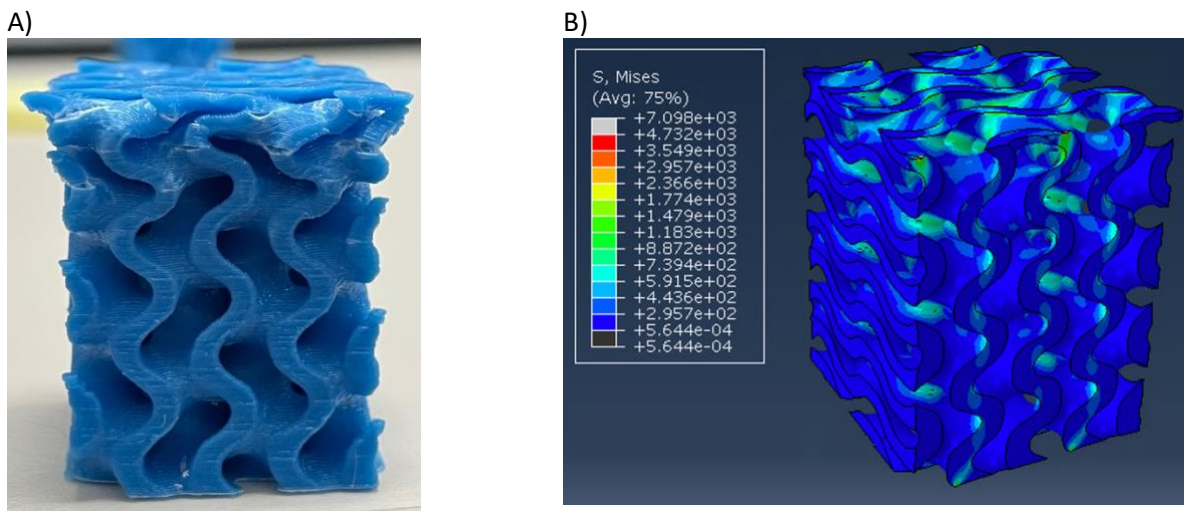 A)
B)
S, Mises
(Avg: 75%)
+7.098e+03
+4.732e+03
+3.549e+03
+2.957e+03
+2.366e+03
+1.774e+03
+1.479e+03
+1.183e+03
+8.872e+02
+7.394e+02
+5.915e+02
+4.436e+02
+2.957e+02
+5.644e-04
+5.644e-04